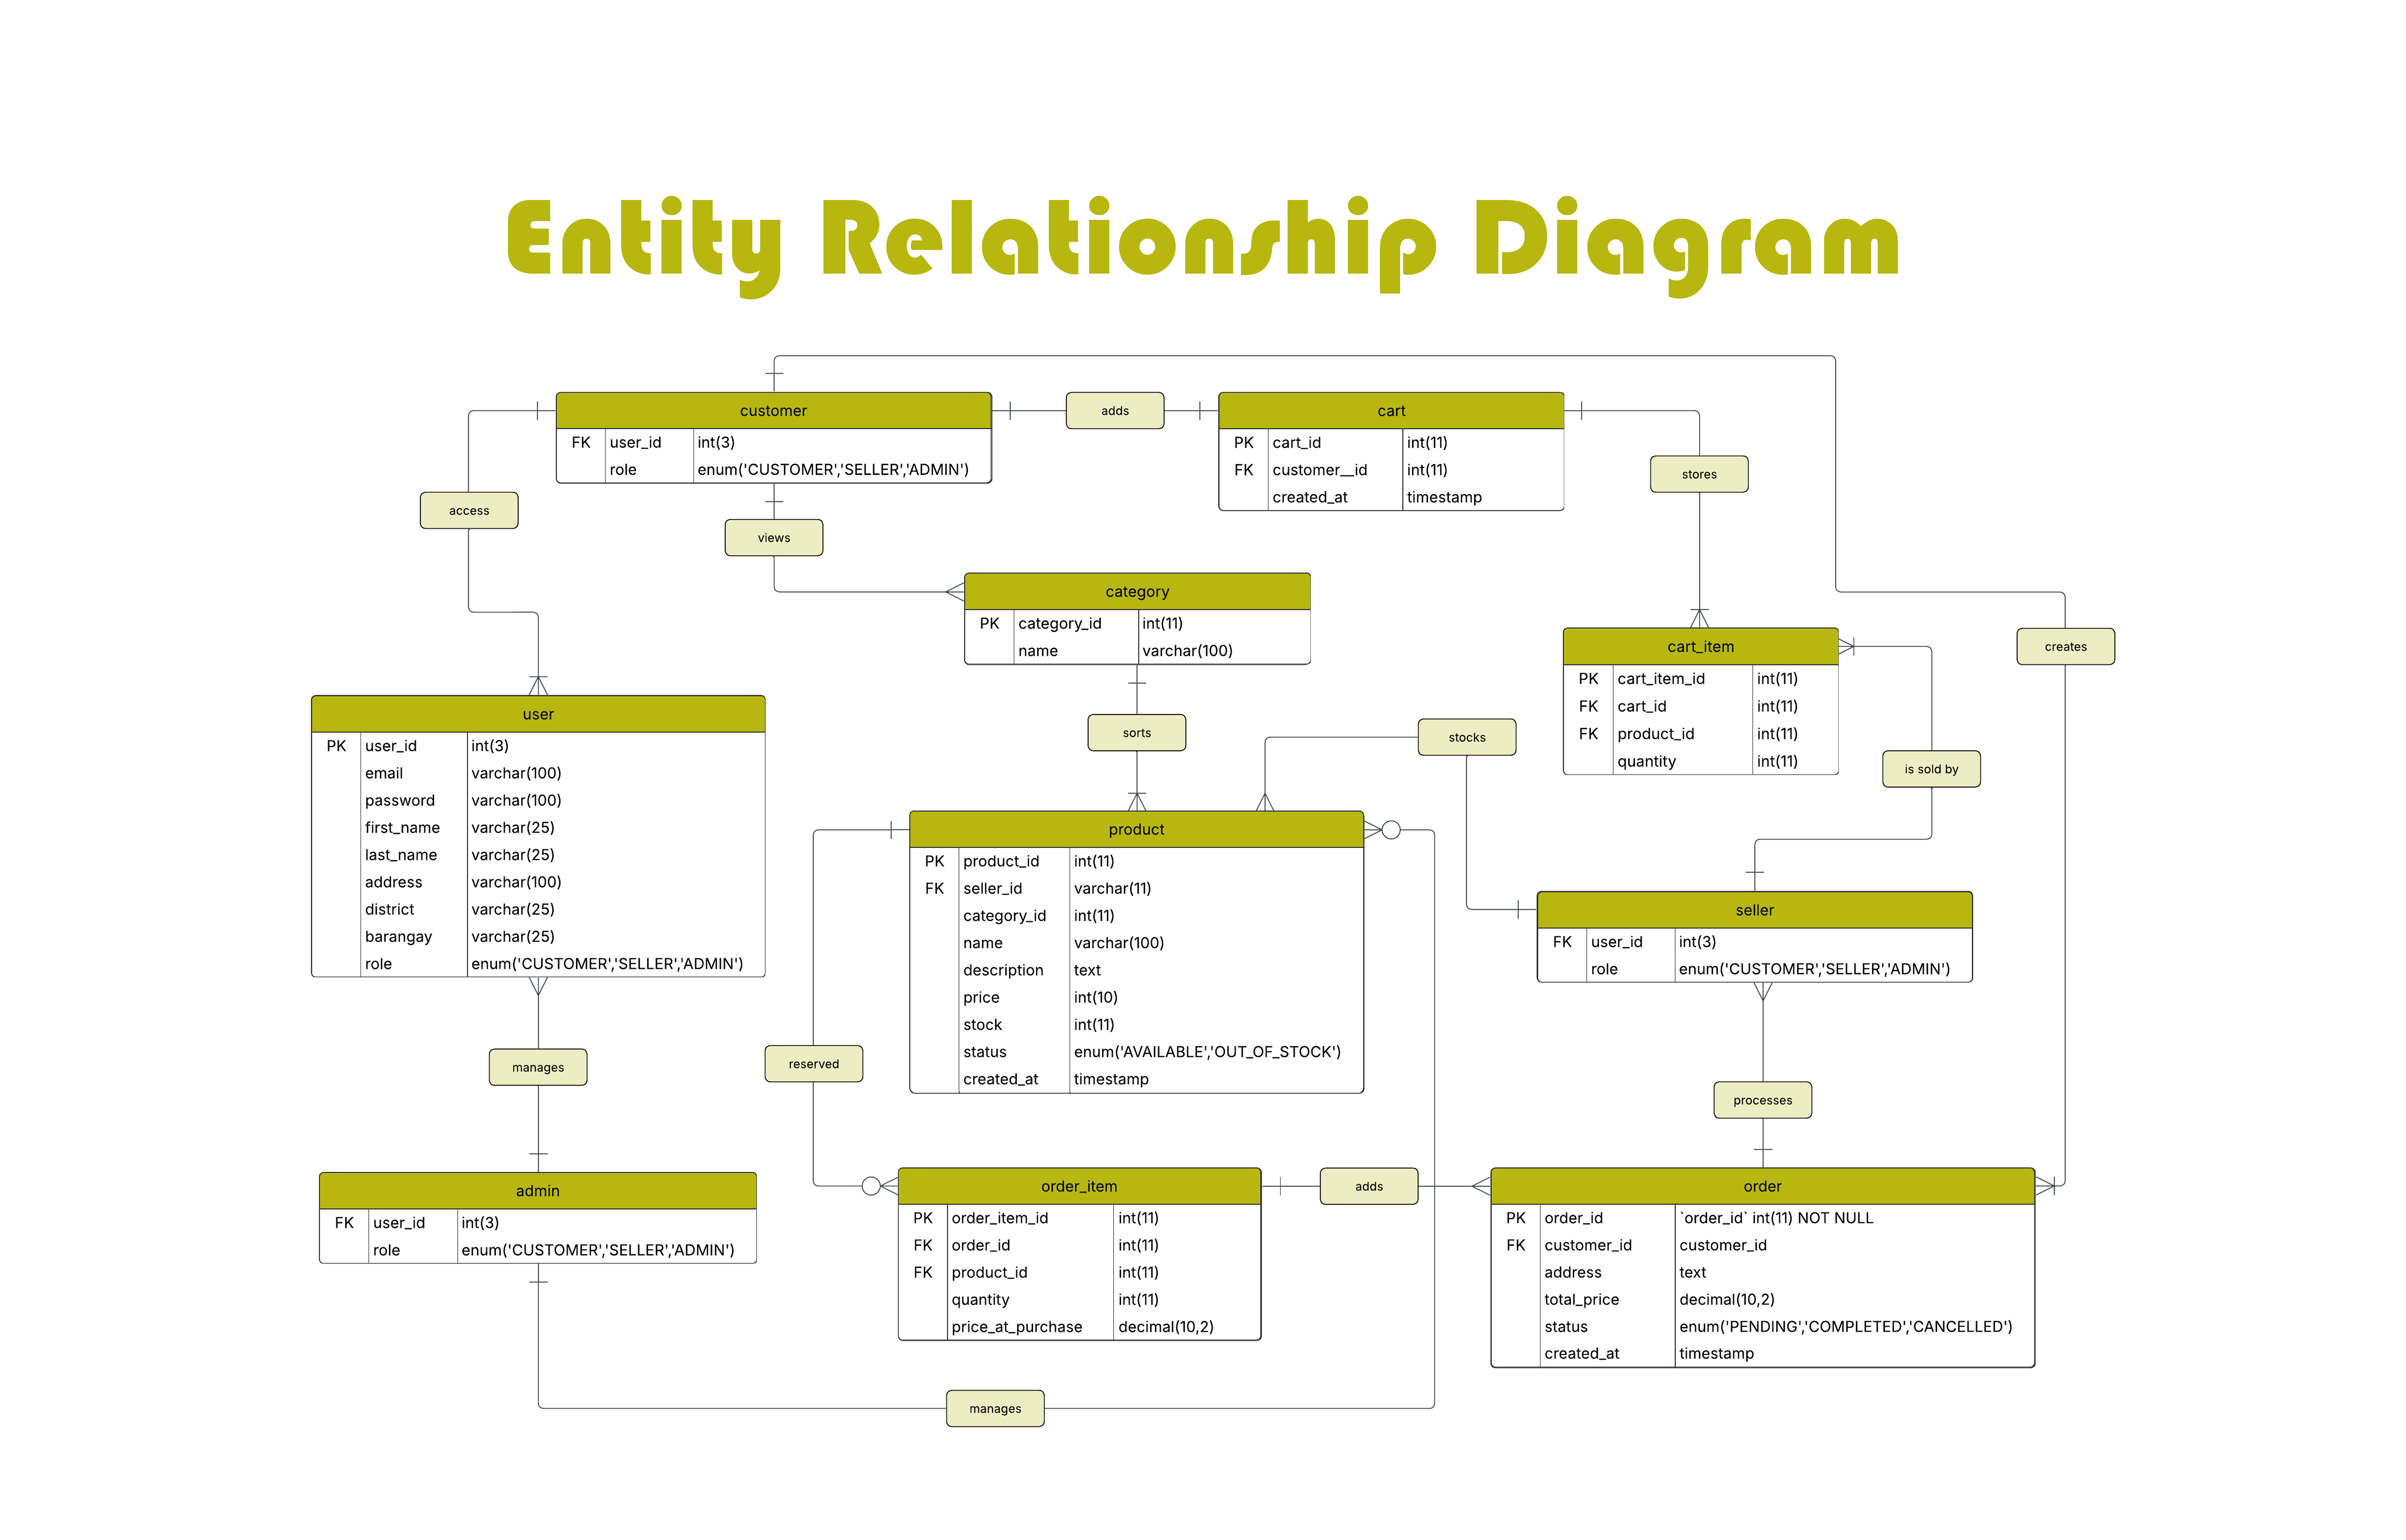 Entity Relationship Diagram
customer
FK user_id int(3)
role enum('CUSTOMER','SELLER','ADMIN')
adds
cart
PK cart_id int(11)
FK customer__id int(11)
created_at timestamp
access
views
stores
category
PK category_id int(11)
name varchar(100)
cart_item
PK cart_item_id int(11)
FK cart_id int(11)
FK product_id int(11)
quantity int(11)
creates
user
PK user_id int(3)
email varchar(100)
password varchar(100)
first_name varchar(25)
last_name varchar(25)
address varchar(100)
district varchar(25)
barangay varchar(25)
role enum('CUSTOMER','SELLER','ADMIN')
sorts
stocks
is sold by
product
PK product_id int(11)
FK seller_id varchar(11)
category_id int(11)
name varchar(100)
description text
price int(10)
stock int(11)
status enum('AVAILABLE','OUT_OF_STOCK')
created_at timestamp
seller
FK user_id int(3)
role enum('CUSTOMER','SELLER','ADMIN')
manages
reserved
processes
admin
FK user_id int(3)
role enum('CUSTOMER','SELLER','ADMIN')
order_item
PK order_item_id int(11)
FK order_id int(11)
FK product_id int(11)
quantity int(11)
price_at_purchase decimal(10,2)
adds
order
PK order_id `order_id` int(11) NOT NULL
FK customer_id customer_id
address text
total_price decimal(10,2)
status enum('PENDING','COMPLETED','CANCELLED')
created_at timestamp
manages